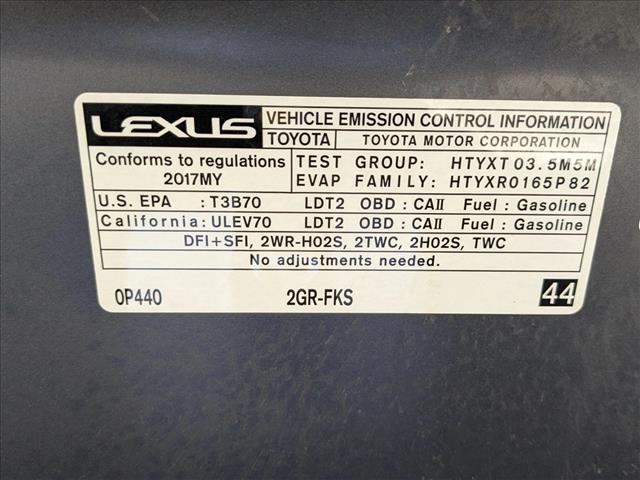 LEXUS VEHICLE EMISSION CONTROL INFORMATION
TOYOTA TOYOTA MOTOR CORPORATION
Conforms to regulations TEST GROUP: HTYXT 03.5M5M
2017MY EVAP FAMILY: HTYXR0165P82
U.S. EPA : T3B70 LDT2 OBD : CAII Fuel : Gasoline
California: ULEV70 LDT2 OBD : CAII Fuel : Gasoline
DFI+SFI, 2WR-HO2S, 2TWC, 2HO2S, TWC
No adjustments needed.
0P440 2GR-FKS 44